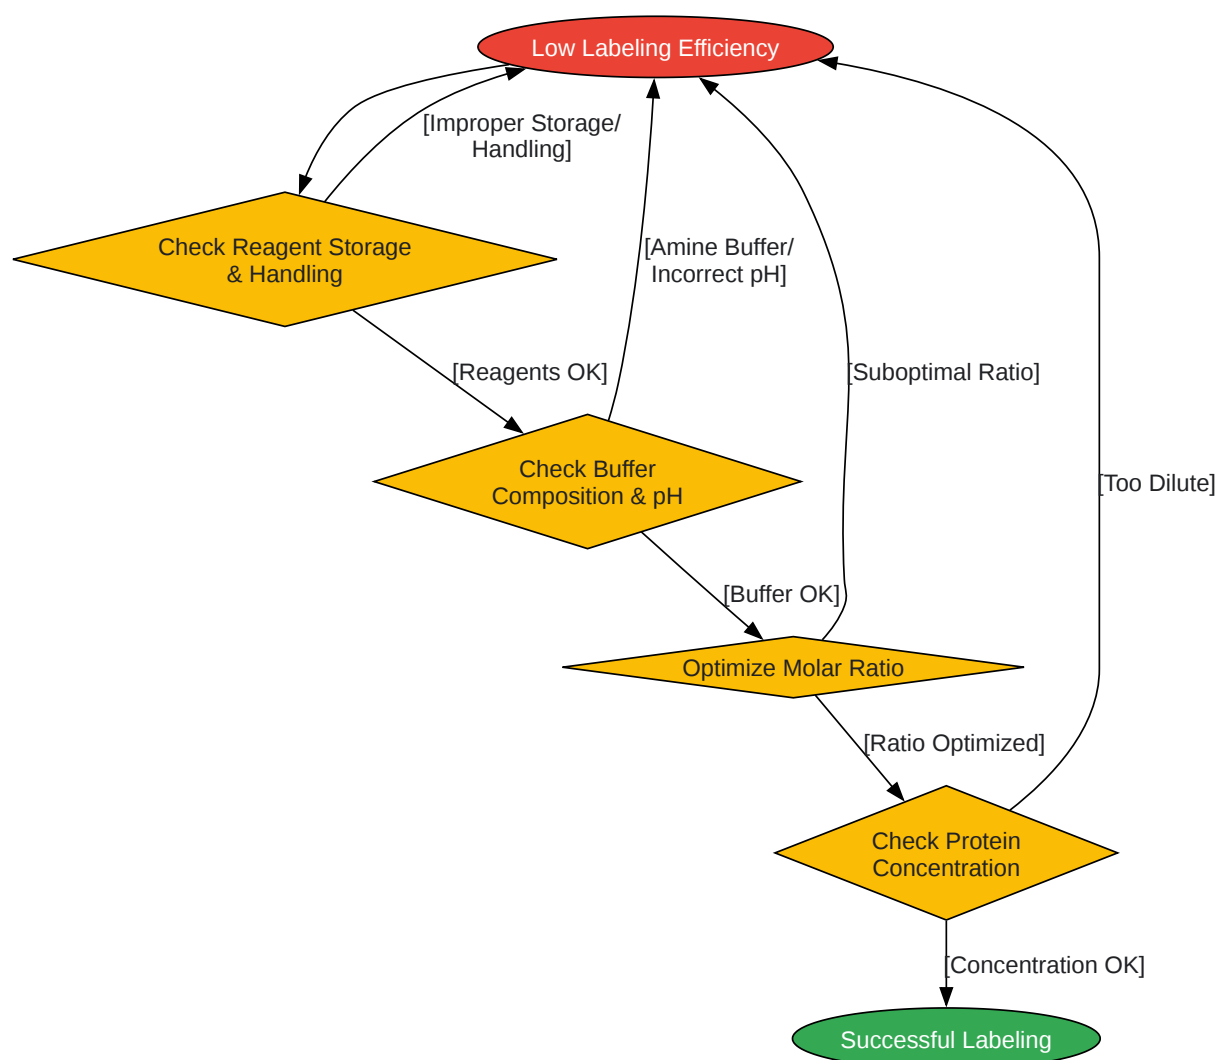 Low Labeling Efficiency
[Improper Storage/
Handling]
Check Reagent Storage
& Handling
[Amine Buffer/
Incorrect pH]
[Reagents OK]
[Suboptimal Ratio]
Check Buffer
Composition & pH
[Too Dilute]
[Buffer OK]
Optimize Molar Ratio
[Ratio Optimized]
Check Protein
Concentration
[Concentration OK]
Successful Labeling